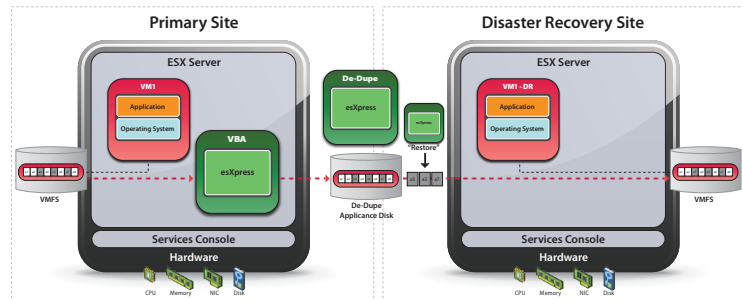 Primary Site
Disaster Recovery Site
ESX Server
VM1
Application
Operating System
VBA
esXpress
De-Dupe
esXpress
esXpress
"Restore"
ESX Server
VM1 - DR
Application
Operating System
VMFS
De-Dupe
Applicance Disk
VMFS
Services Console
Hardware
CPU
Memory
NIC
Disk
Services Console
Hardware
CPU
Memory
NIC
Disk